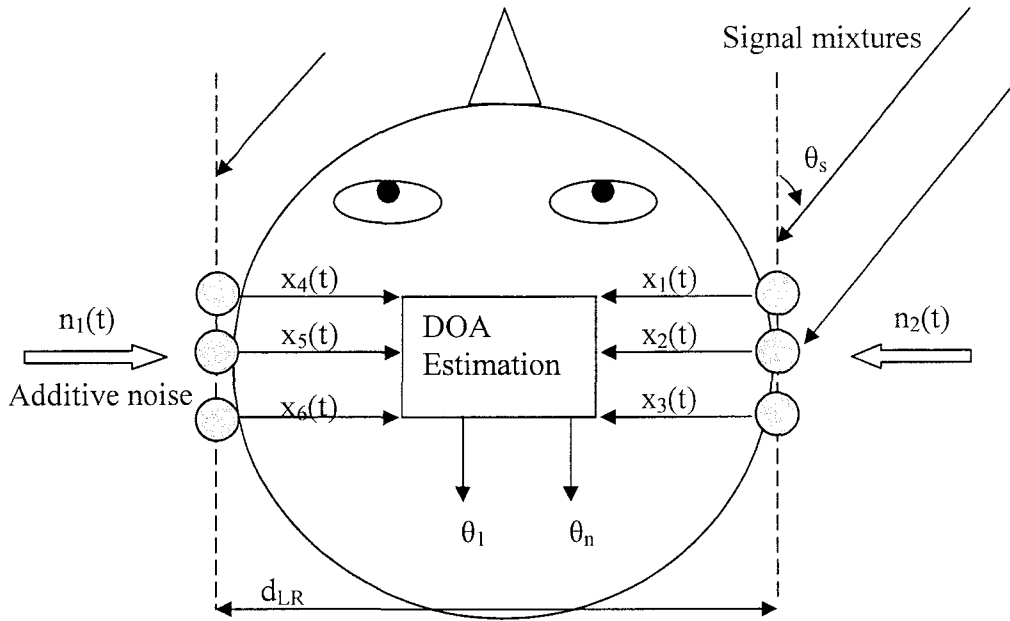 Signal mixtures
θs
x4(t)
x1(t)
n1(t)
DOA
Estimation
x5(t)
x2(t)
n2(t)
Additive noise
x6(t)
x3(t)
θ1
θn
dLR